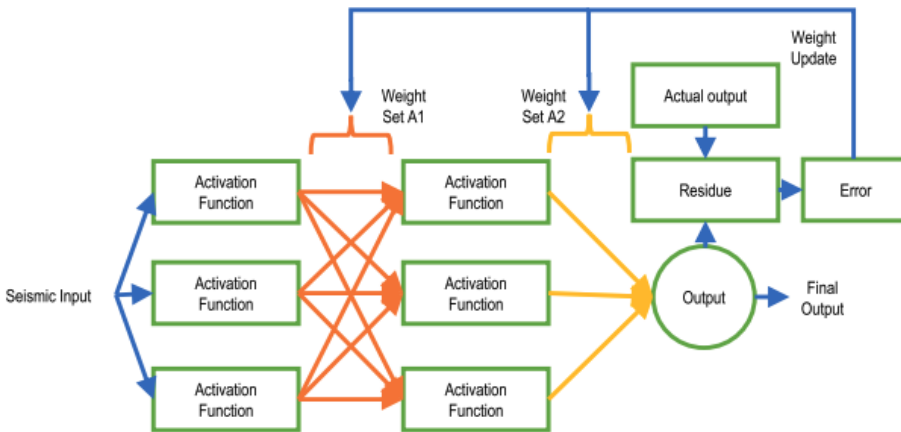 Weight
Update
Weight
Set A1
Weight
Set A2
Actual output
Activation
Function
Activation
Function
Residue
Error
Seismic Input
Activation
Function
Activation
Function
Output
Final
Output
Activation
Function
Activation
Function